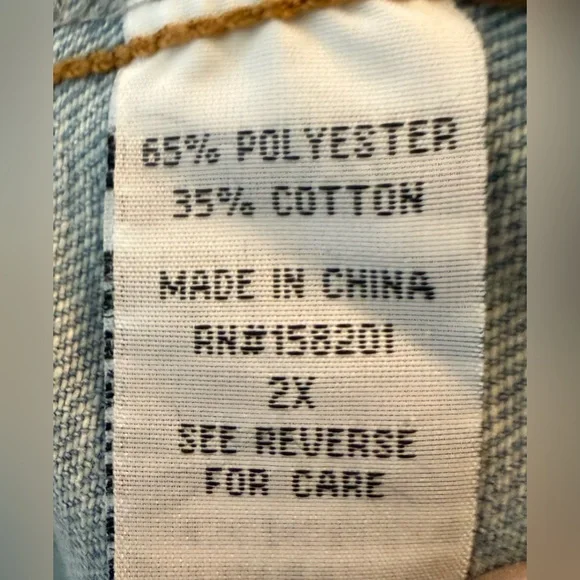 65% POLYESTER
35% COTTON
MADE IN CHINA
RN#158201
2X
SEE REVERSE
FOR CARE